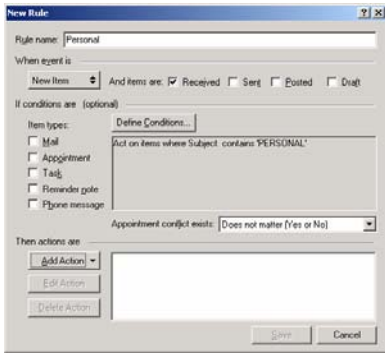 New Rule
Rule name: Personal
When event is
New Item And items are: Received Sent Posted Draft
If conditions are (optional)
Item types: Define Conditions...
Mail
Appointment
Task
Reminder note
Phone message
Act on items where Subject contains 'PERSONAL'
Appointment conflict exists: Does not matter (Yes or No)
Then actions are
Add Action
Edit Action
Delete Action
Save Cancel